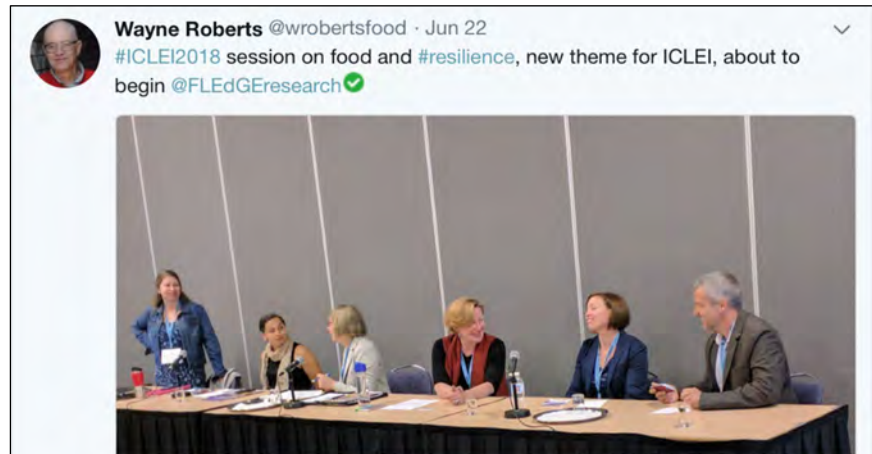 Wayne Roberts @wrobertsfood · Jun 22
#ICLEI2018 session on food and #resilience, new theme for ICLEI, about to
begin @FLEdGEresearch